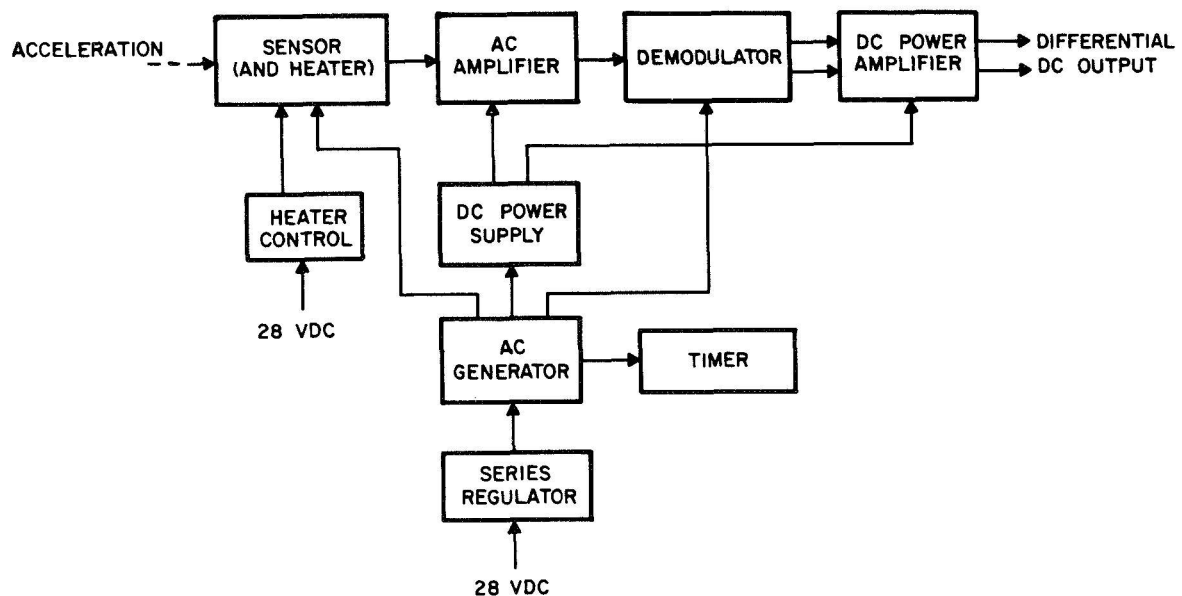 ACCELERATION
SENSOR
(AND HEATER)
AC
AMPLIFIER
DEMODULATOR
DC POWER
AMPLIFIER
DIFFERENTIAL
DC OUTPUT
HEATER
CONTROL
DC POWER
SUPPLY
28 VDC
AC
GENERATOR
TIMER
SERIES
REGULATOR
28 VDC